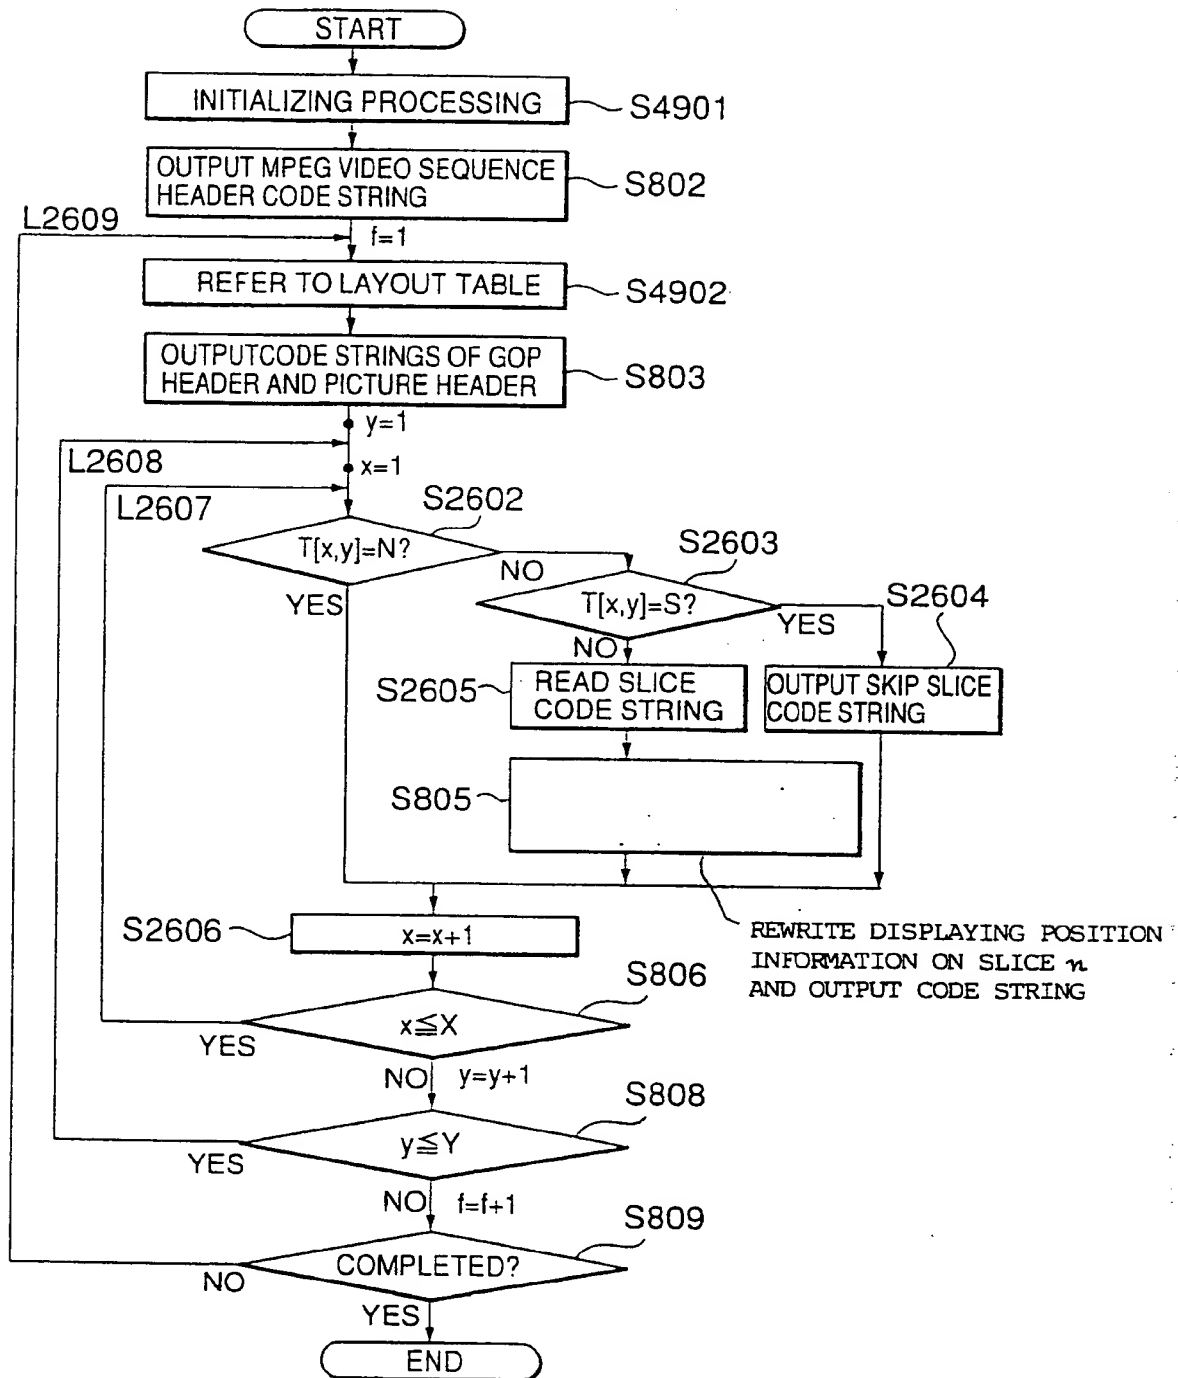 START
INITIALIZING PROCESSING
S4901
OUTPUT MPEG VIDEO SEQUENCE
HEADER CODE STRING
S802
L2609
f=1
REFER TO LAYOUT TABLE
S4902
OUTPUTCODE STRINGS OF GOP
HEADER AND PICTURE HEADER
S803
y=1
L2608
x=1
L2607
S2602
T[x,y]=N?
NO
YES
S2603
T[x,y]=S?
YES
NO
S2604
S2605
READ SLICE
CODE STRING
OUTPUT SKIP SLICE
CODE STRING
S805
REWRITE DISPLAYING POSITION
INFORMATION ON SLICE n
AND OUTPUT CODE STRING
S2606
x=x+1
S806
x≦X
YES
NO
y=y+1
S808
y≦Y
YES
NO
f=f+1
S809
COMPLETED?
NO
YES
END